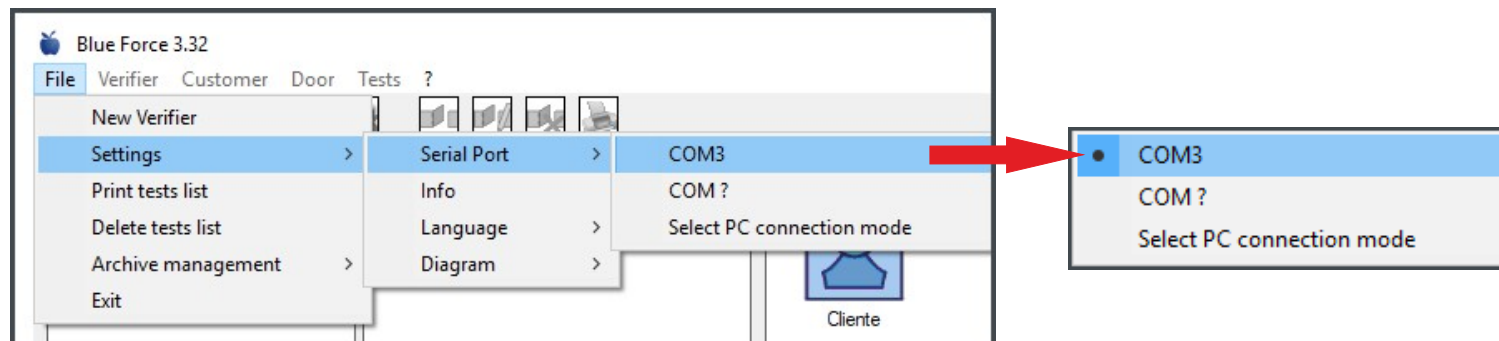 Blue Force 3.32
File Verifier Customer Door Tests ?
New Verifier
Settings >
Print tests list
Delete tests list
Archive management >
Exit
Serial Port >
Info
Language >
Diagram >
COM3
COM ?
Select PC connection mode
Cliente
COM3
COM ?
Select PC connection mode